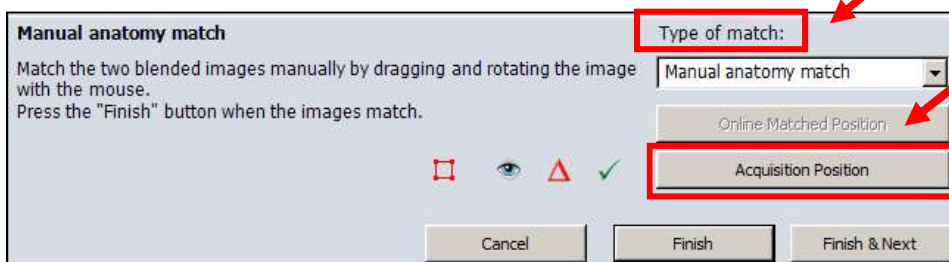 Manual anatomy match
Type of match:
Match the two blended images manually by dragging and rotating the image
with the mouse.
Press the "Finish" button when the images match.
Manual anatomy match
Online Matched Position
Acquisition Position
Cancel
Finish
Finish & Next